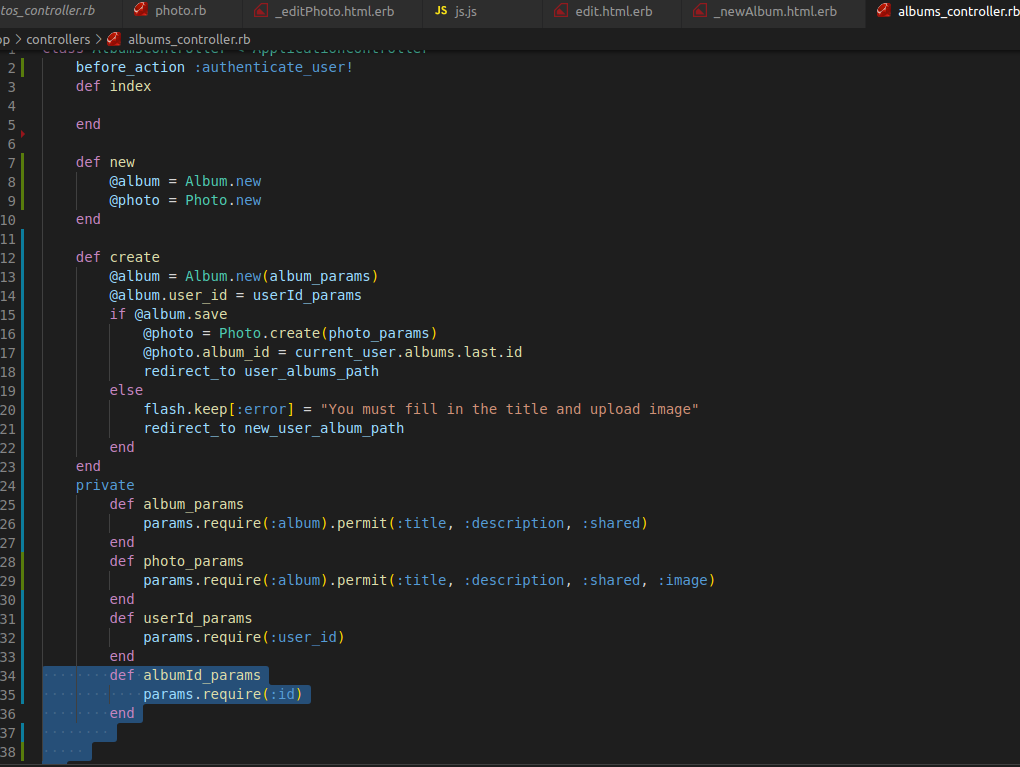 tos_controller.rb photo.rb _editPhoto.html.erb JS js.js edit.html.erb _newAlbum.html.erb albums_controller.rb
op > controllers > albums_controller.rb
1 class AlbumsController < ApplicationController
2 before_action :authenticate_user!
3 def index
4
5 end
6
7 def new
8 @album = Album.new
9 @photo = Photo.new
10 end
11
12 def create
13 @album = Album.new(album_params)
14 @album.user_id = userId_params
15 if @album.save
16 @photo = Photo.create(photo_params)
17 @photo.album_id = current_user.albums.last.id
18 redirect_to user_albums_path
19 else
20 flash.keep[:error] = "You must fill in the title and upload image"
21 redirect_to new_user_album_path
22 end
23 end
24 private
25 def album_params
26 params.require(:album).permit(:title, :description, :shared)
27 end
28 def photo_params
29 params.require(:album).permit(:title, :description, :shared, :image)
30 end
31 def userId_params
32 params.require(:user_id)
33 end
34 def albumId_params
35 params.require(:id)
36 end
37
38